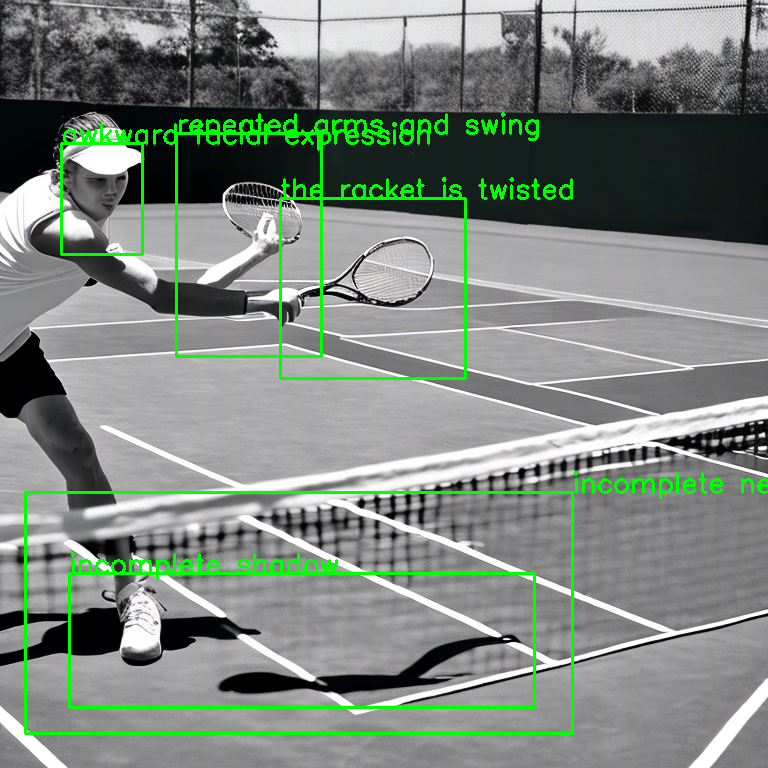 repeated arms and swing
awkward facial expression
the racket is twisted
incomplete ne
incomplete shadow